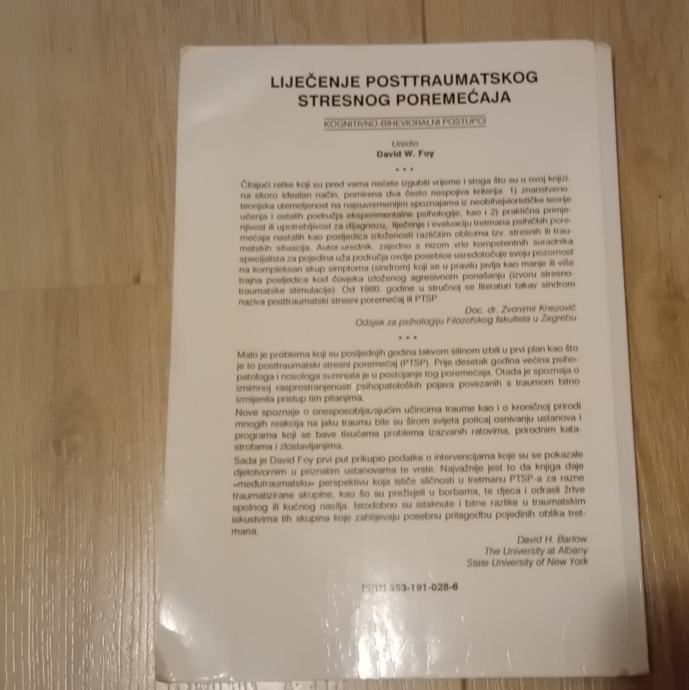 LIJEČENJE POSTTRAUMATSKOG
STRESNOG POREMEĆAJA
KOGNITIVNO-BIHEVIORALNI POSTUPCI
Uredio
David W. Foy
* * *
Čitajući retke koji su pred vama nećete izgubiti vrijeme i stoga što su u ovoj knjizi,
na skoro idealan način, pomirena dva često nespojiva kriterija: 1) znanstveno-
teorijska utemeljenost na najsuvremenijim spoznajama iz neobihejviorističke teorije
učenja i ostalih područja eksperimentalne psihologije, kao i 2) praktična primje-
njivost ili upotrebljivost za dijagnozu, liječenje i evaluaciju tretmana psihičkih pore-
mećaja nastalih kao posljedica izloženosti različitim oblicima tzv. stresnih ili trau-
matskih situacija. Autor-urednik, zajedno s nizom vrlo kompetentnih suradnika
specijalista za pojedina uža područja ovdje posebice usredotočuje svoju pozornost
na kompleksan skup simptoma (sindrom) koji se u pravilu javlja kao manje ili više
trajna posljedica kod čovjeka izloženog agresivnom ponašanju (izvoru stresno-
traumatske stimulacije). Od 1980. godine u stručnoj se literaturi takav sindrom
naziva posttraumatski stresni poremećaj ili PTSP.
Doc. dr. Zvonimir Knezović
Odsjek za psihologiju Filozofskog fakulteta u Zagrebu
* * *
Malo je problema koji su posljednjih godina takvom silinom izbili u prvi plan kao što
je to posttraumatski stresni poremećaj (PTSP). Prije desetak godina većina psiho-
patologa i nosologa sumnjala je u postojanje tog poremećaja. Otada je spoznaja o
iznimnoj rasprostranjenosti psihopatoloških pojava povezanih s traumom bitno
izmijenila pristup tim pitanjima.
Nove spoznaje o onesposobljavajućim učincima traume kao i o kroničnoj prirodi
mnogih reakcija na jaku traumu bile su širom svijeta poticaj osnivanju ustanova i
programa koji se bave tisućama problema izazvanih ratovima, prirodnim kata-
strofama i zlostavljanjima.
Sada je David Foy prvi put prikupio podatke o intervencijama koje su se pokazale
djelotvornim u priznatim ustanovama te vrste. Najvažnije jest to da knjiga daje
»međutraumatsku« perspektivu koja ističe sličnosti u tretmanu PTSP-a za razne
traumatizirane skupine, kao šo su preživjeli u borbama, te djeca i odrasli žrtve
spolnog ili kućnog nasilja. Istodobno su istaknute i bitne razlike u traumatskim
iskustvima tih skupina koje zahtijevaju posebnu prilagodbu pojedinih oblika tret-
mana.
David H. Barlow
The University at Albany
State University of New York
ISBN 953-191-028-6